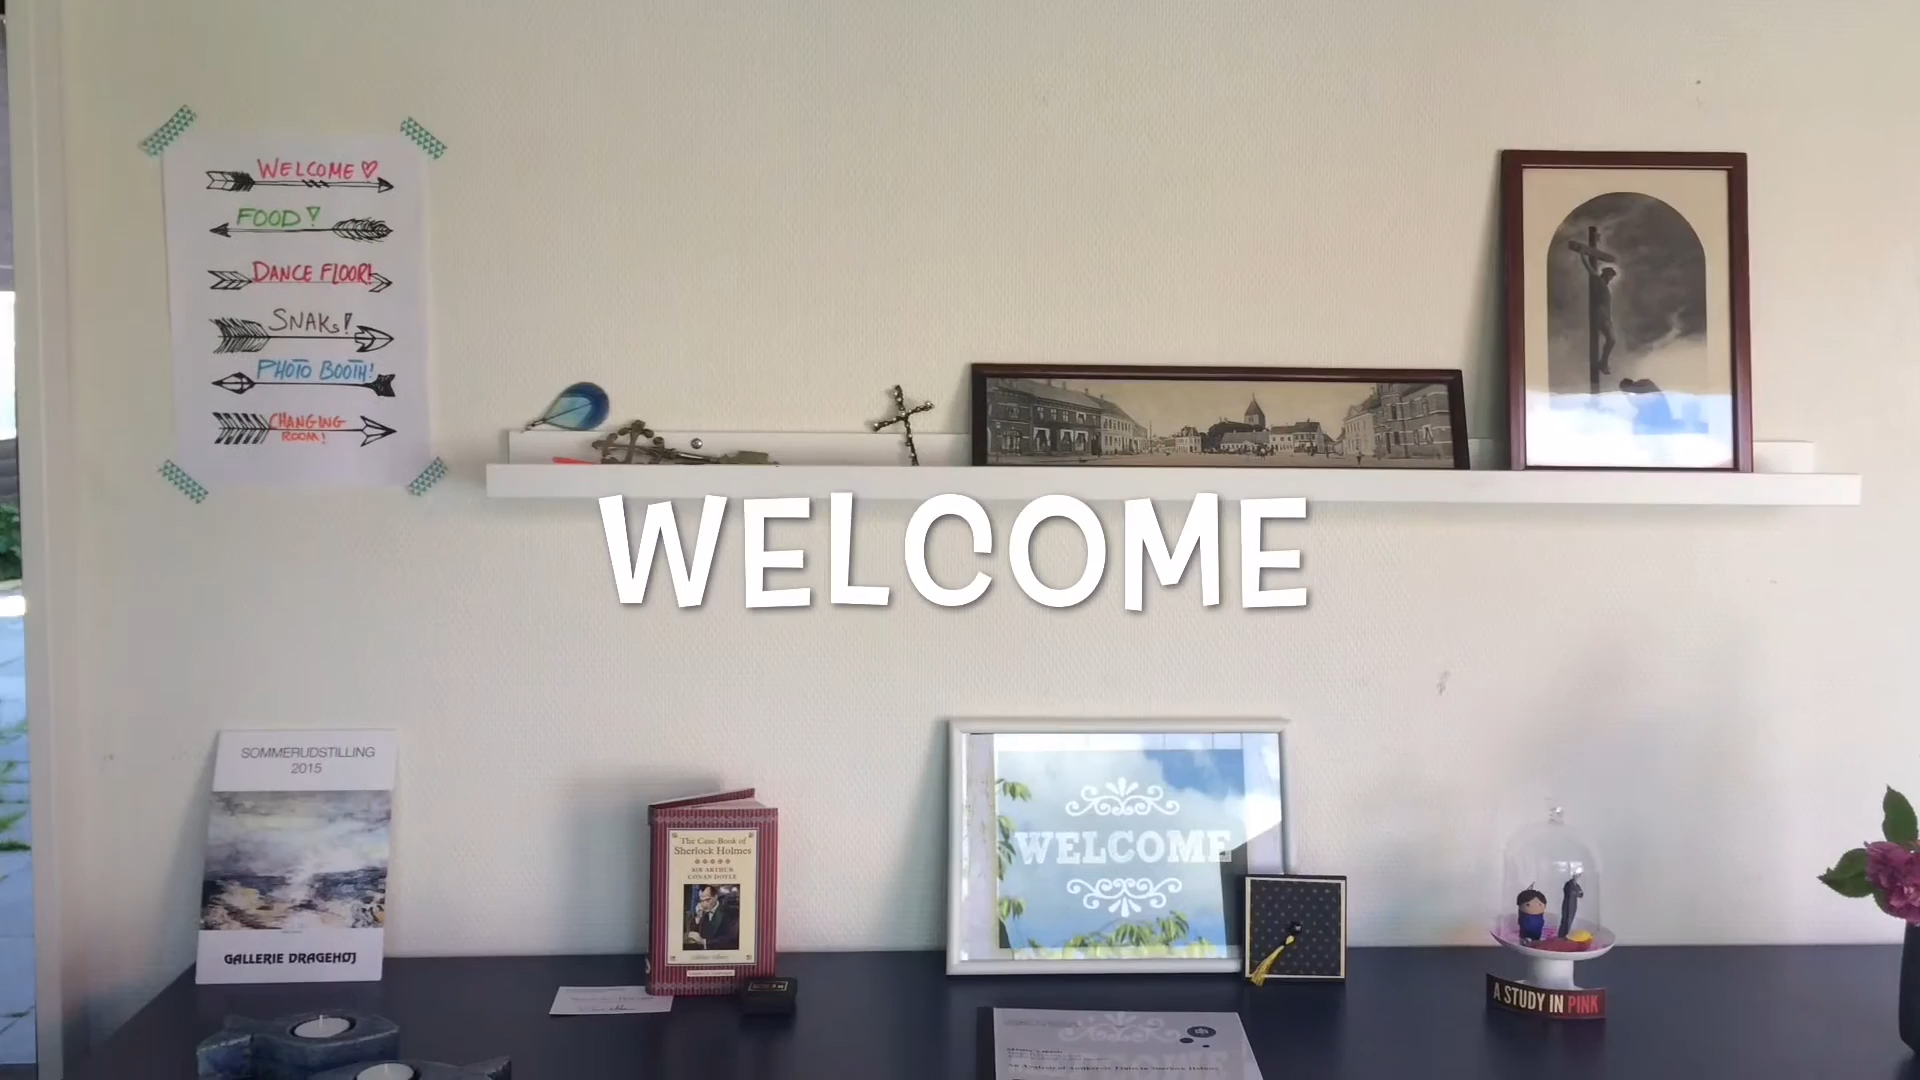 WELCOME
FOOD!
DANCE FLOOR!
SNAKs!
PHOTO BOOTH!
CHANGING
ROOM!
WELCOME
SOMMERUDSTILLING
2015
GALLERIE DRAGEHØJ
The Case-Book of
Sherlock Holmes
SIR ARTHUR
CONAN DOYLE
WELCOME
A STUDY IN PINK